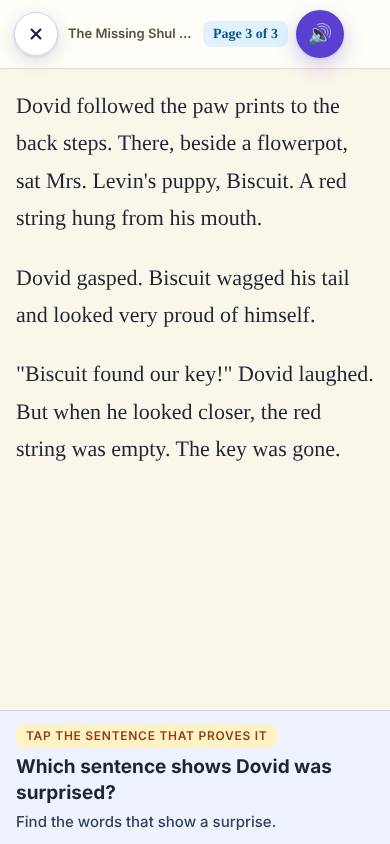 The Missing Shul ...
Page 3 of 3
Dovid followed the paw prints to the
back steps. There, beside a flowerpot,
sat Mrs. Levin's puppy, Biscuit. A red
string hung from his mouth.
Dovid gasped. Biscuit wagged his tail
and looked very proud of himself.
"Biscuit found our key!" Dovid laughed.
But when he looked closer, the red
string was empty. The key was gone.
TAP THE SENTENCE THAT PROVES IT
Which sentence shows Dovid was
surprised?
Find the words that show a surprise.